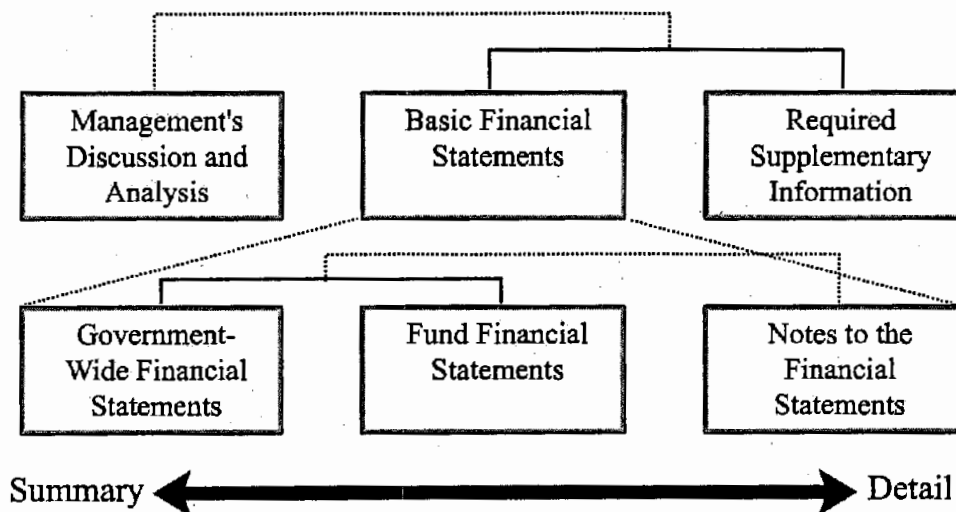 Management's
Discussion and
Analysis
Basic Financial
Statements
Required
Supplementary
Information
Government-
Wide Financial
Statements
Fund Financial
Statements
Notes to the
Financial
Statements
Summary
Detail